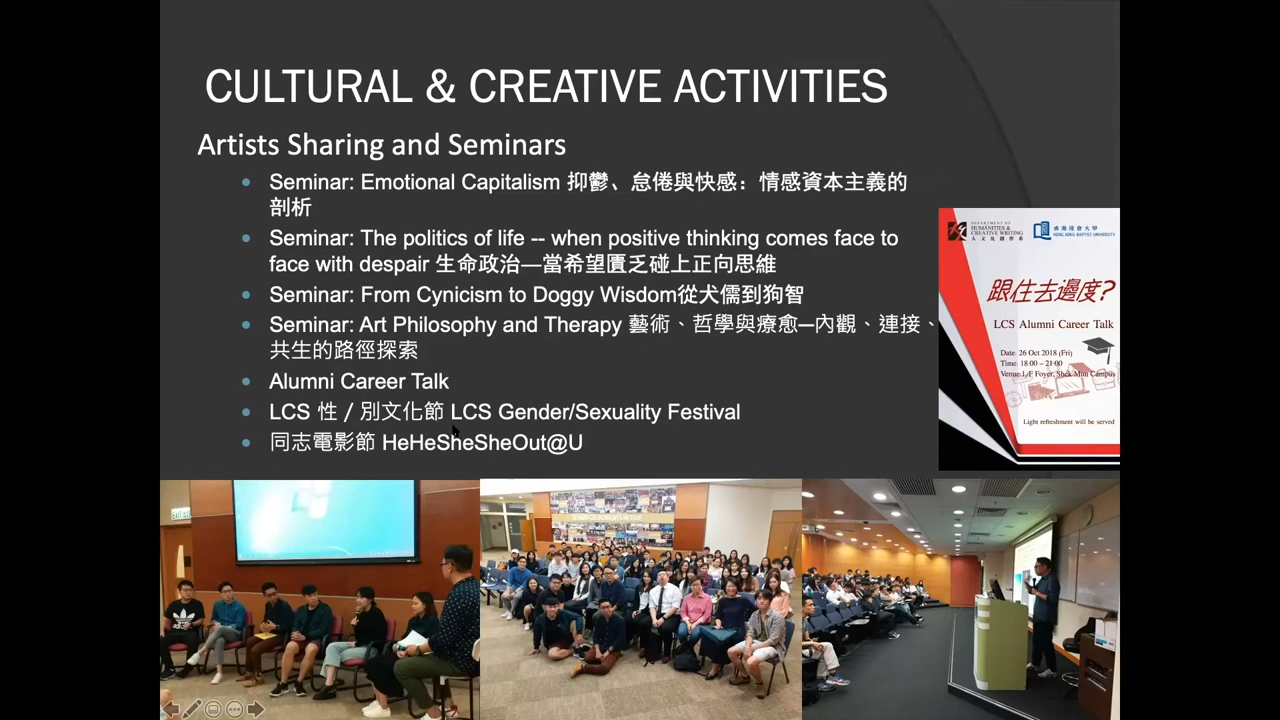 CULTURAL & CREATIVE ACTIVITIES
Artists Sharing and Seminars
Seminar: Emotional Capitalism 抑鬱、怠倦與快感：情感資本主義的
剖析
Seminar: The politics of life -- when positive thinking comes face to
face with despair 生命政治—當希望匱乏碰上正向思維
Seminar: From Cynicism to Doggy Wisdom從犬儒到狗智
Seminar: Art Philosophy and Therapy 藝術、哲學與療愈—內觀、連接、
共生的路徑探索
Alumni Career Talk
LCS 性／別文化節 LCS Gender/Sexuality Festival
同志電影節 HeHeSheSheOut@U
DEPARTMENT OF
HUMANITIES &
CREATIVE WRITING
人文及創作系
香港浸會大學
HONG KONG BAPTIST UNIVERSITY
跟住去邊度?
LCS Alumni Career Talk
Date: 26 Oct 2018 (Fri)
Time: 18:00 – 21:00
Venue: 1/F Foyer, Shek Mun Campus
Light refreshment will be served